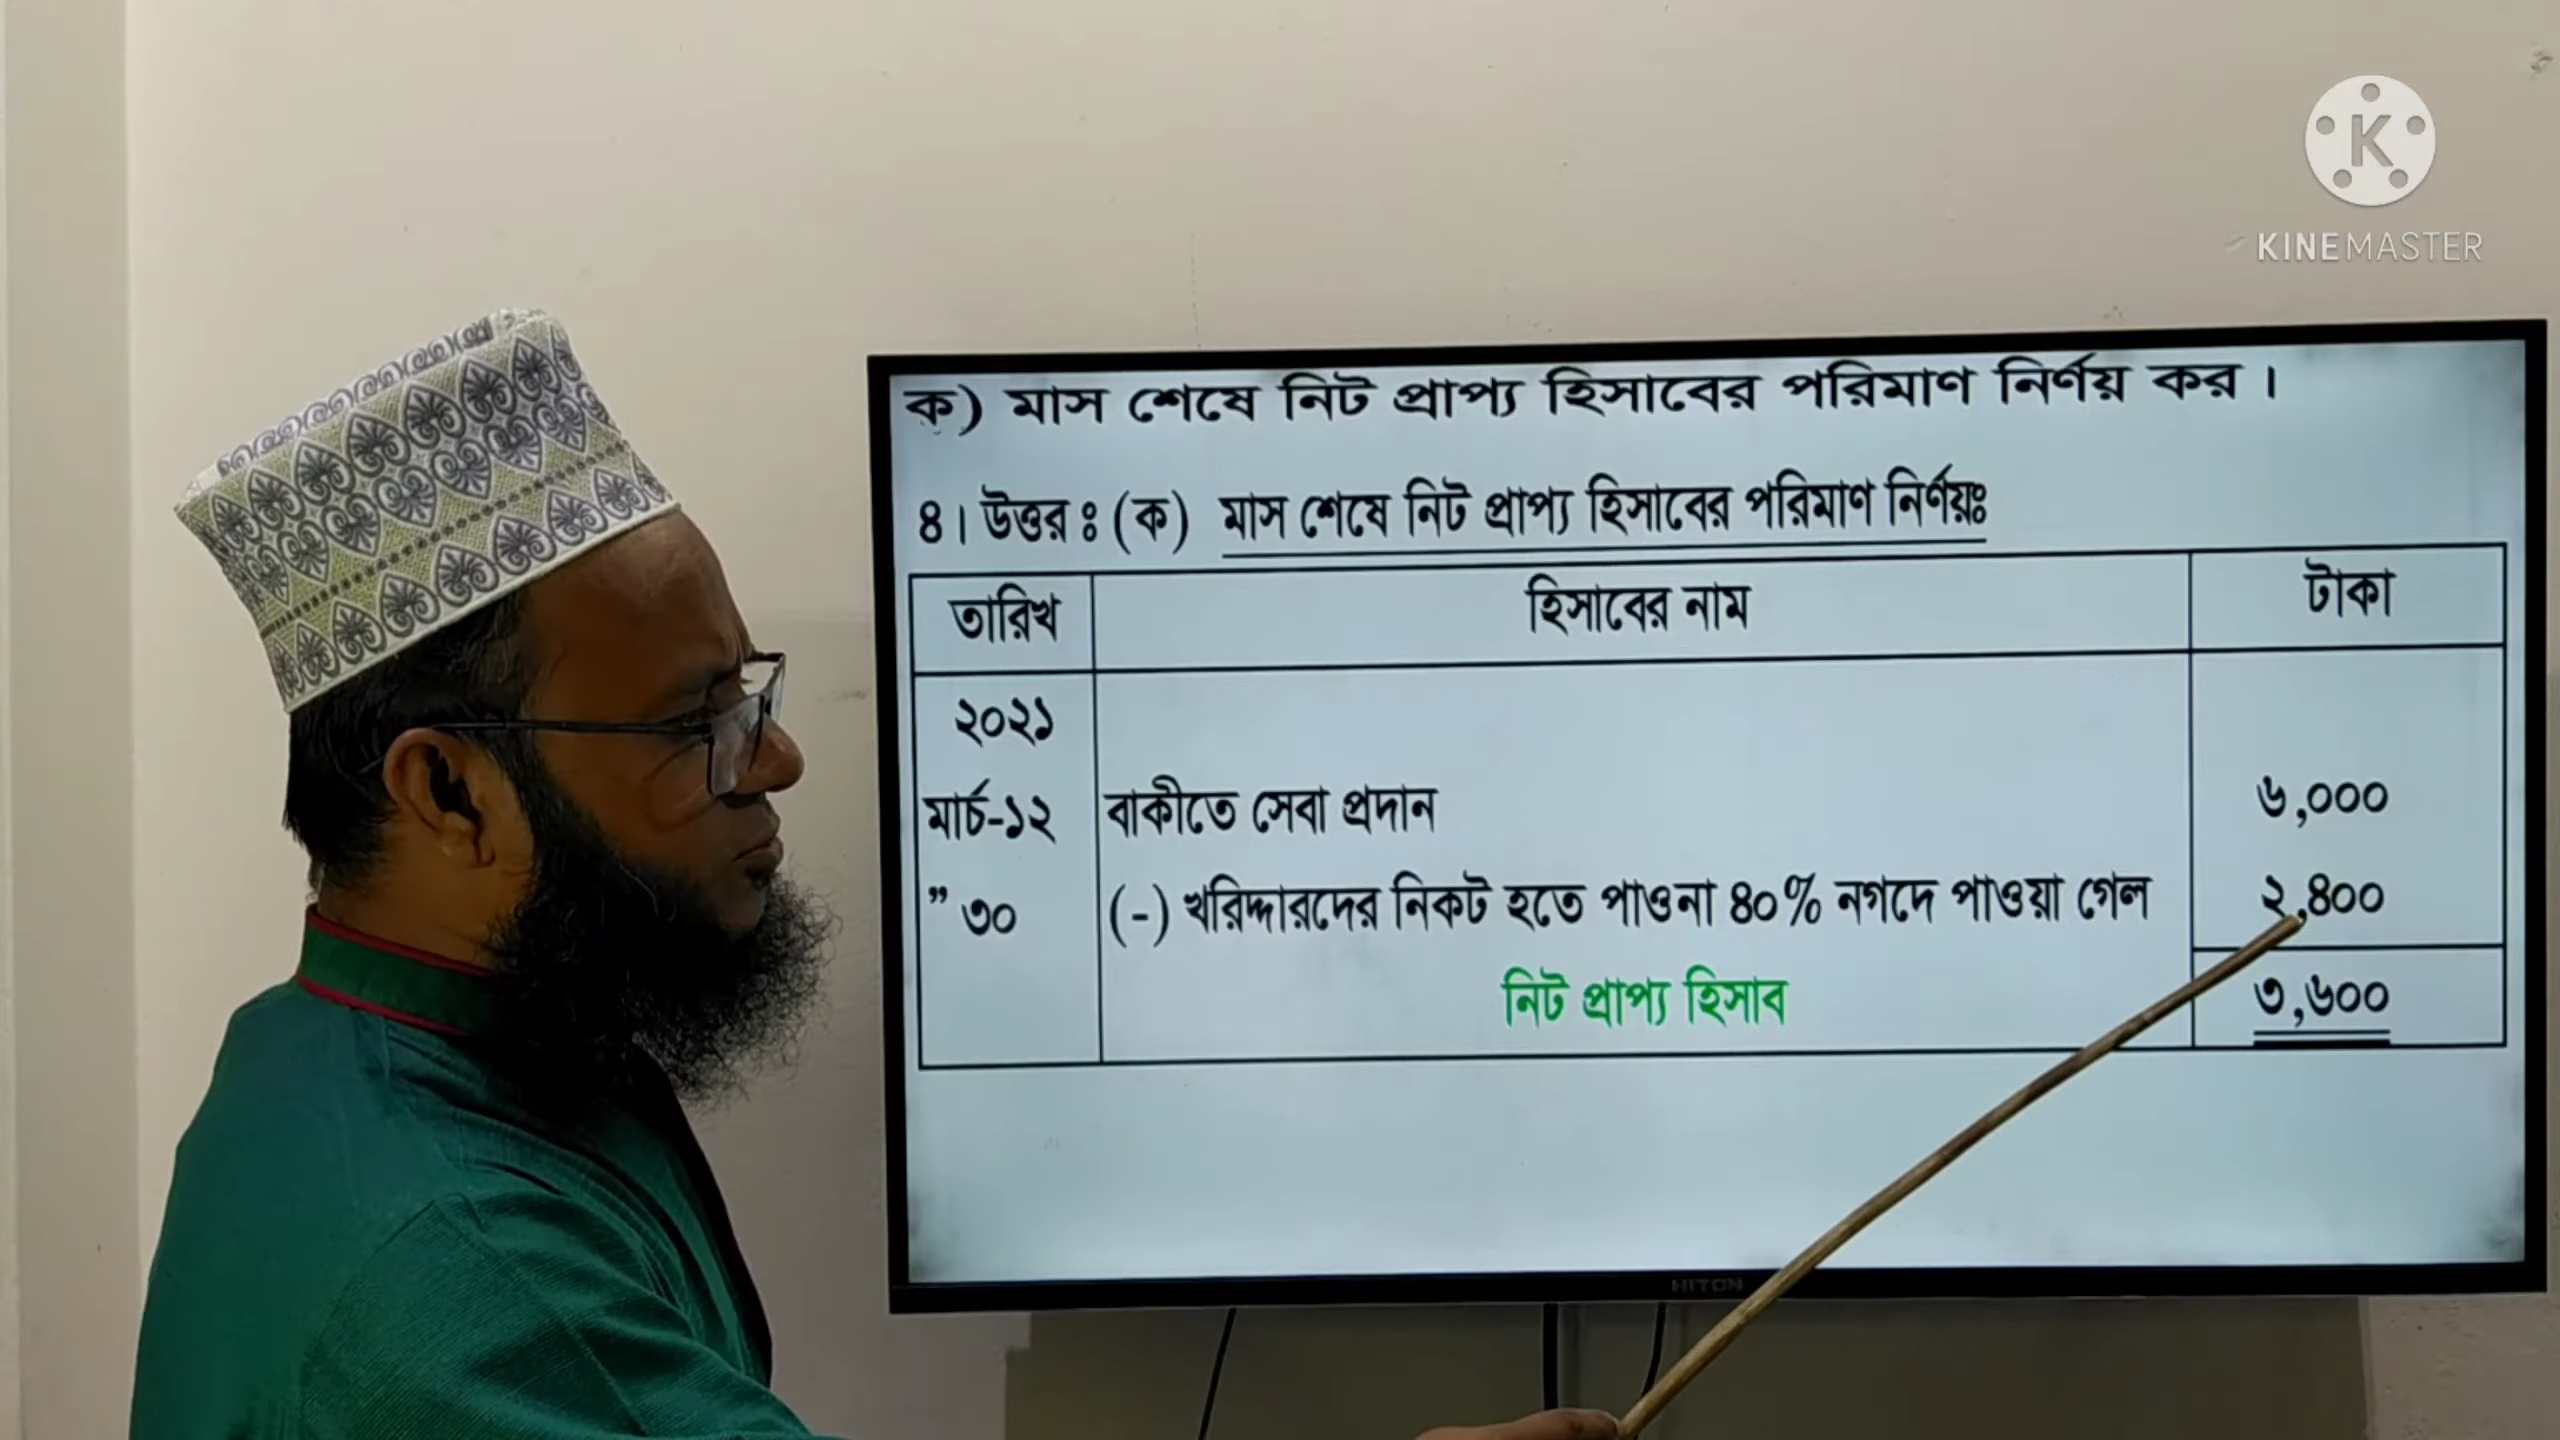 K
KINEMASTER
ক) মাস শেষে নিট প্রাপ্য হিসাবের পরিমাণ নির্ণয় কর ।
৪। উত্তর ঃ (ক) মাস শেষে নিট প্রাপ্য হিসাবের পরিমাণ নির্ণয়ঃ
তারিখ হিসাবের নাম টাকা
২০২১
মার্চ-১২ বাকীতে সেবা প্রদান ৬,০০০
” ৩০ (-) খরিদ্দারদের নিকট হতে পাওনা ৪০% নগদে পাওয়া গেল ২,৪০০
নিট প্রাপ্য হিসাব ৩,৬০০
HITON